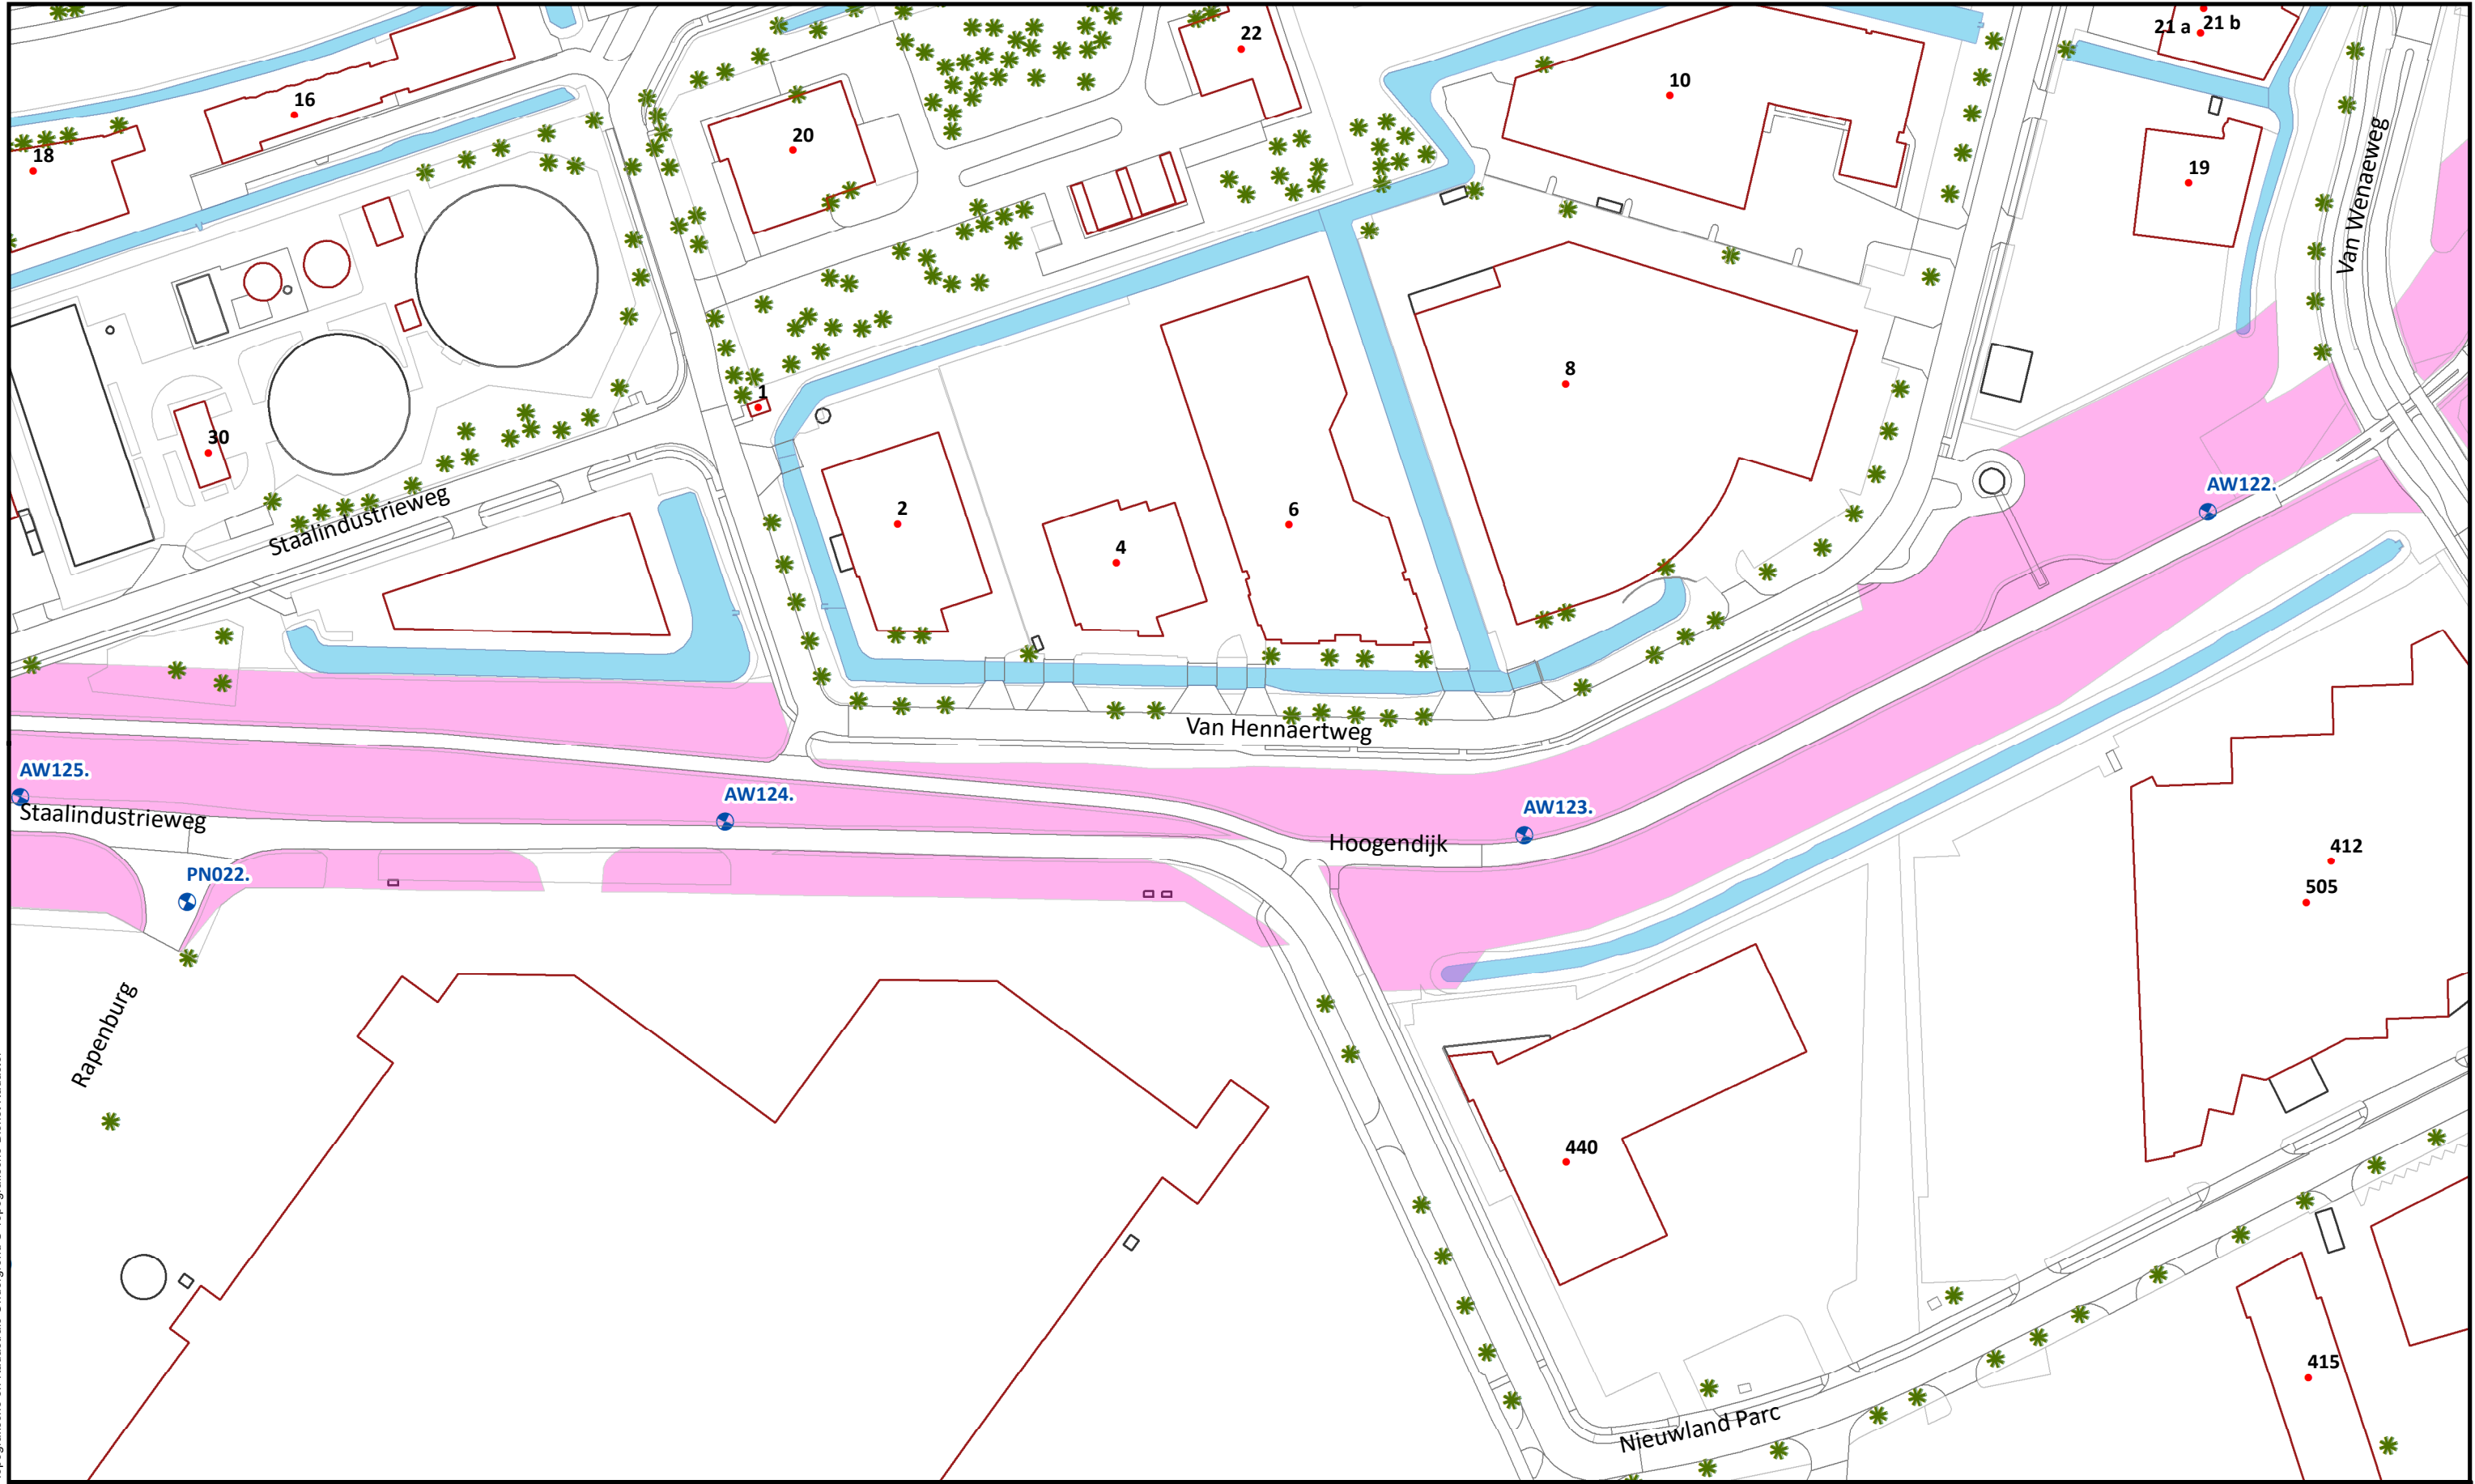 22
21 a
21 b
10
16
20
18
19
Van Wenaeweg
8
1
30
AW122.
Staalindustrieweg
2
6
4
Van Hennaertweg
AW125.
AW124.
AW123.
Staalindustrieweg
Hoogendijk
412
PN022.
505
Rapenburg
440
415
Nieuwland Parc